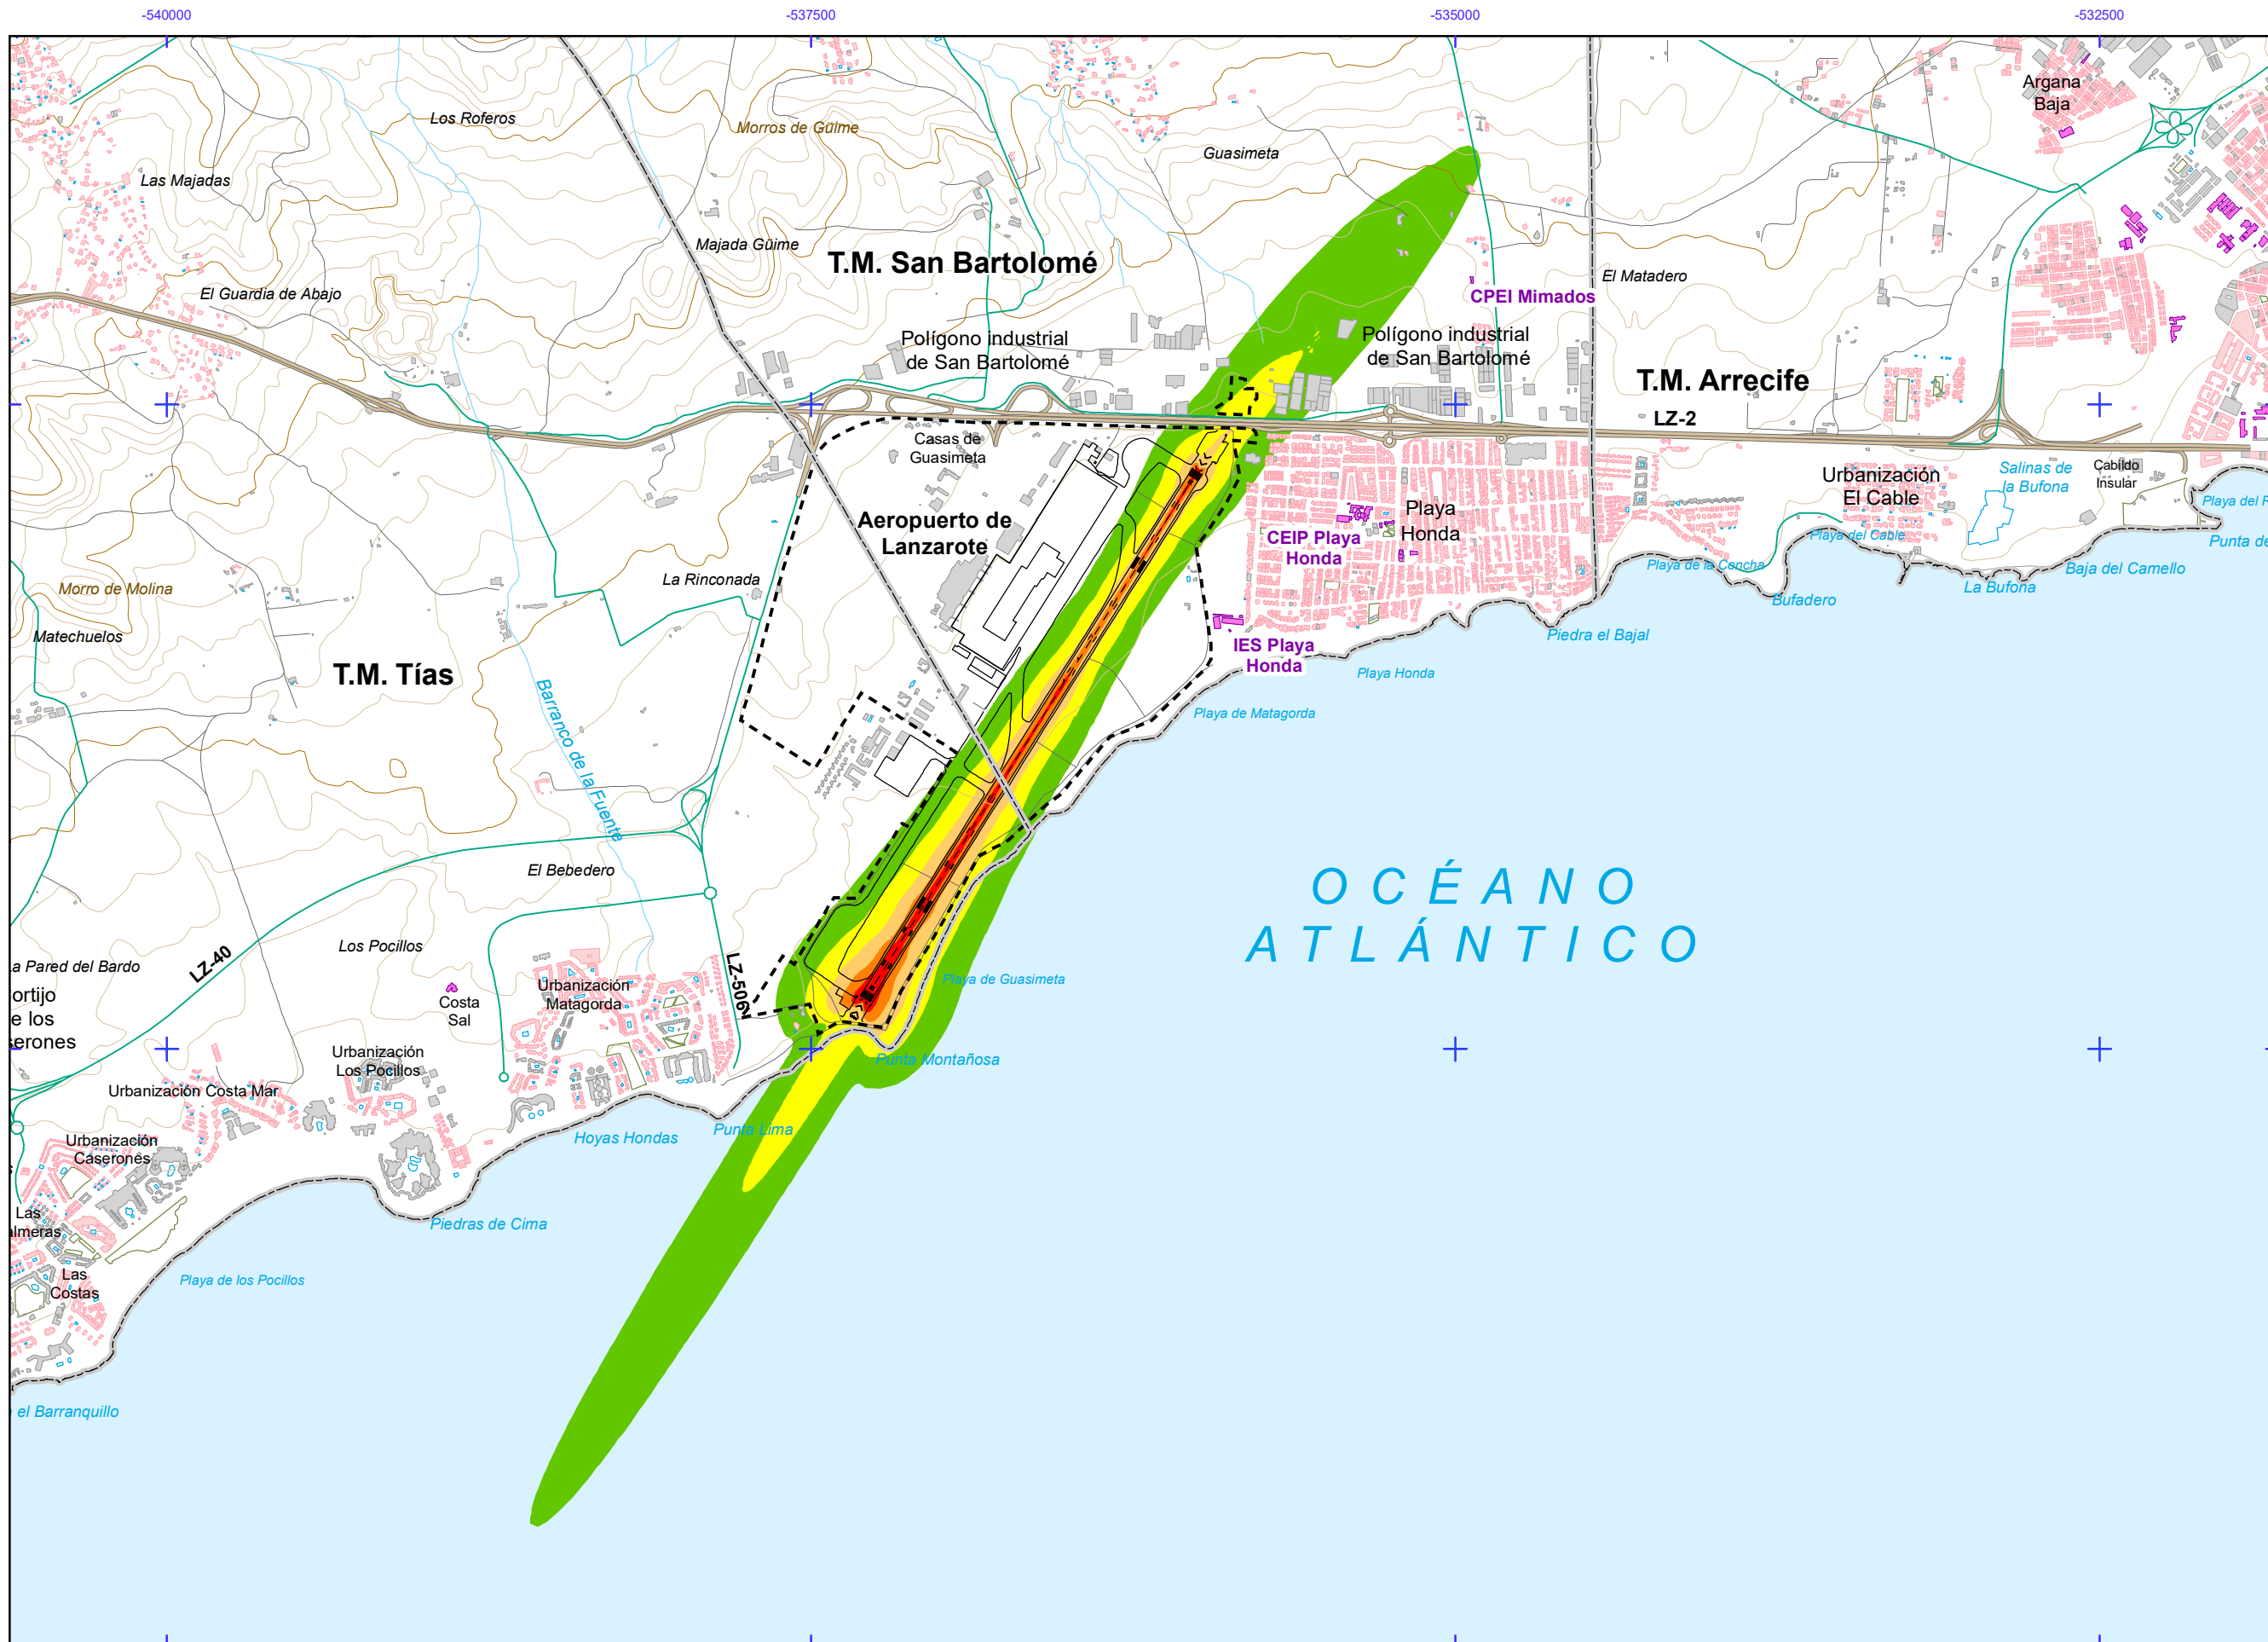 -540000
-537500
-535000
-532500
Argana
Baja
Los Roferos
Morros de Güime
Guasimeta
Las Majadas
Majada Güime
T.M. San Bartolomé
El Matadero
El Guardia de Abajo
CPEI Mimados
Polígono industrial
de San Bartolomé
Polígono industrial
de San Bartolomé
T.M. Arrecife
LZ-2
Casas de
Guasimeta
Urbanización
El Cable
Salinas de
la Bufona
Cabildo
Insular
Playa del R
Aeropuerto de
Lanzarote
Playa
Honda
CEIP Playa
Honda
Playa del Cable
Punta de
Playa de la Concha
Baja del Camello
La Rinconada
Morro de Molina
La Bufona
Bufadero
Matechuelos
Piedra el Bajal
IES Playa
Honda
T.M. Tías
Playa Honda
Barranco de la Fuente
Playa de Matagorda
El Bebedero
OCÉANO
ATLÁNTICO
Los Pocillos
LZ-40
a Pared del Bardo
LZ-506
Playa de Guasimeta
ortijo
e los
serones
Costa
Sal
Urbanización
Matagorda
Urbanización
Los Pocillos
Punta Montañosa
Urbanización Costa Mar
Punta Lima
Hoyas Hondas
Urbanización
Caserones
s
Las
lmeras
Piedras de Cima
Las
Costas
Playa de los Pocillos
el Barranquillo